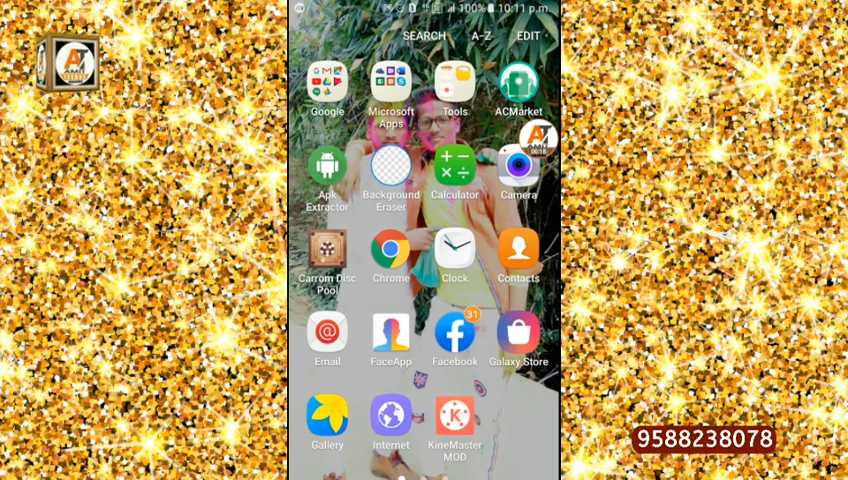 100% 10:11 p.m.
SEARCH A-Z EDIT
Google
Microsoft Apps
Tools
ACMarket
Apk Extractor
Background Eraser
Calculator
Camera
Carrom Disc Pool
Chrome
Clock
Contacts
31
Email
FaceApp
Facebook
Galaxy Store
Gallery
Internet
KineMaster MOD
AT
9588238078